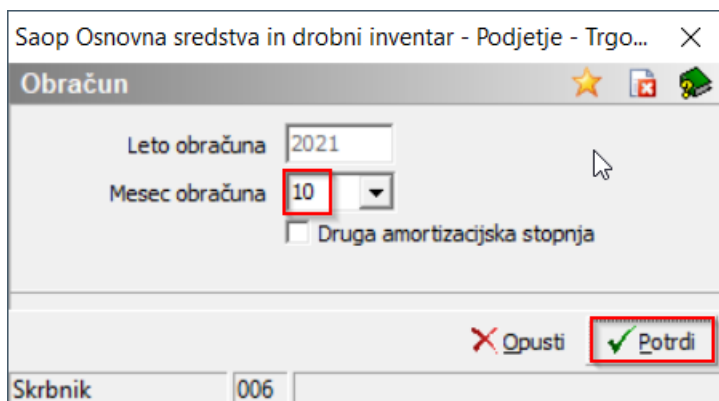 Saop Osnovna sredstva in drobni inventar - Podjetje - Trgo...
Obračun
Leto obračuna 2021
Mesec obračuna 10
Druga amortizacijska stopnja
Opusti Potrdi
Skrbnik 006